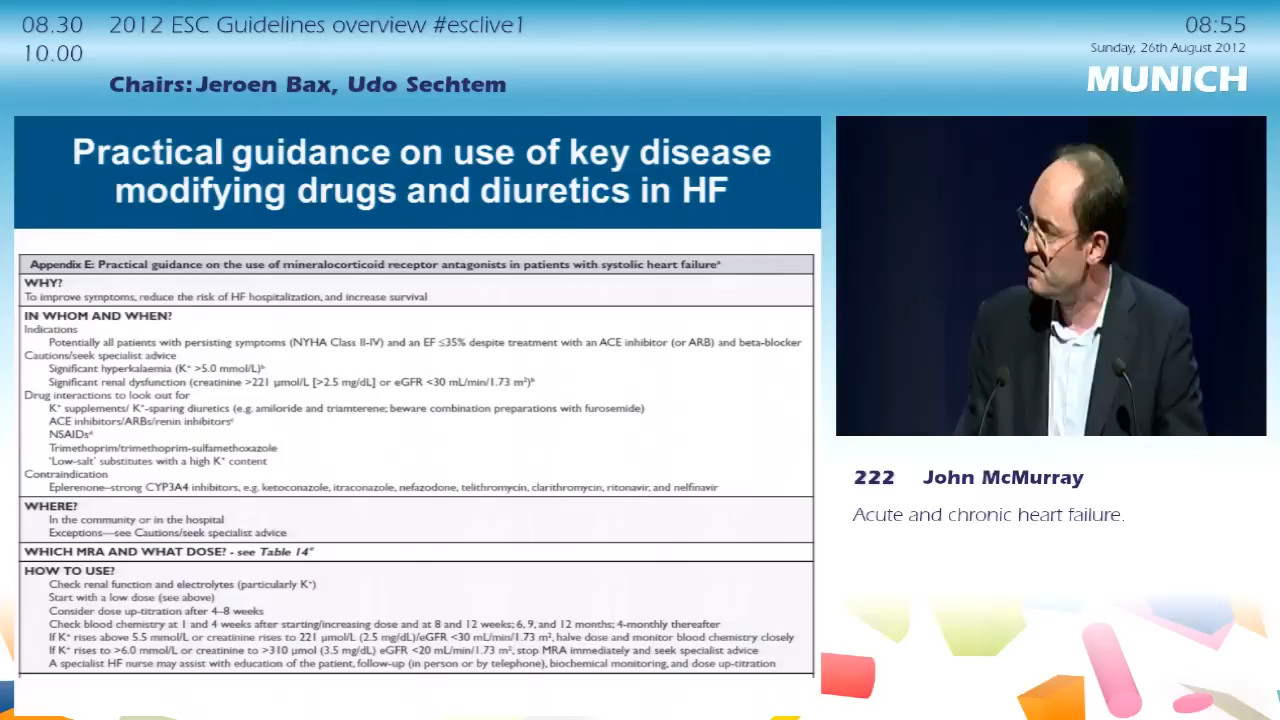 08.30 2012 ESC Guidelines overview #esclive1
10.00
Chairs: Jeroen Bax, Udo Sechtem
08:55
Sunday, 26th August 2012
MUNICH
Practical guidance on use of key disease
modifying drugs and diuretics in HF
Appendix E: Practical guidance on the use of mineralocorticoid receptor antagonists in patients with systolic heart failureᵃ
WHY?
To improve symptoms, reduce the risk of HF hospitalization, and increase survival
IN WHOM AND WHEN?
Indications
Potentially all patients with persisting symptoms (NYHA Class II-IV) and an EF ≤35% despite treatment with an ACE inhibitor (or ARB) and beta-blocker
Cautions/seek specialist advice
Significant hyperkalaemia (K⁺ >5.0 mmol/L)ᵇ
Significant renal dysfunction (creatinine >221 µmol/L [>2.5 mg/dL] or eGFR <30 mL/min/1.73 m²)ᵇ
Drug interactions to look out for
K⁺ supplements/ K⁺-sparing diuretics (e.g. amiloride and triamterene; beware combination preparations with furosemide)
ACE inhibitors/ARBs/renin inhibitorsᶜ
NSAIDsᵈ
Trimethoprim/trimethoprim-sulfamethoxazole
'Low-salt' substitutes with a high K⁺ content
Contraindication
Eplerenone—strong CYP3A4 inhibitors, e.g. ketoconazole, itraconazole, nefazodone, telithromycin, clarithromycin, ritonavir, and nelfinavir
WHERE?
In the community or in the hospital
Exceptions—see Cautions/seek specialist advice
WHICH MRA AND WHAT DOSE? - see Table 14ᵉ
HOW TO USE?
Check renal function and electrolytes (particularly K⁺)
Start with a low dose (see above)
Consider dose up-titration after 4–8 weeks
Check blood chemistry at 1 and 4 weeks after starting/increasing dose and at 8 and 12 weeks; 6, 9, and 12 months; 4-monthly thereafter
If K⁺ rises above 5.5 mmol/L or creatinine rises to 221 µmol/L (2.5 mg/dL)/eGFR <30 mL/min/1.73 m², halve dose and monitor blood chemistry closely
If K⁺ rises to >6.0 mmol/L or creatinine to >310 µmol (3.5 mg/dL) eGFR <20 mL/min/1.73 m², stop MRA immediately and seek specialist advice
A specialist HF nurse may assist with education of the patient, follow-up (in person or by telephone), biochemical monitoring, and dose up-titration
222 John McMurray
Acute and chronic heart failure.